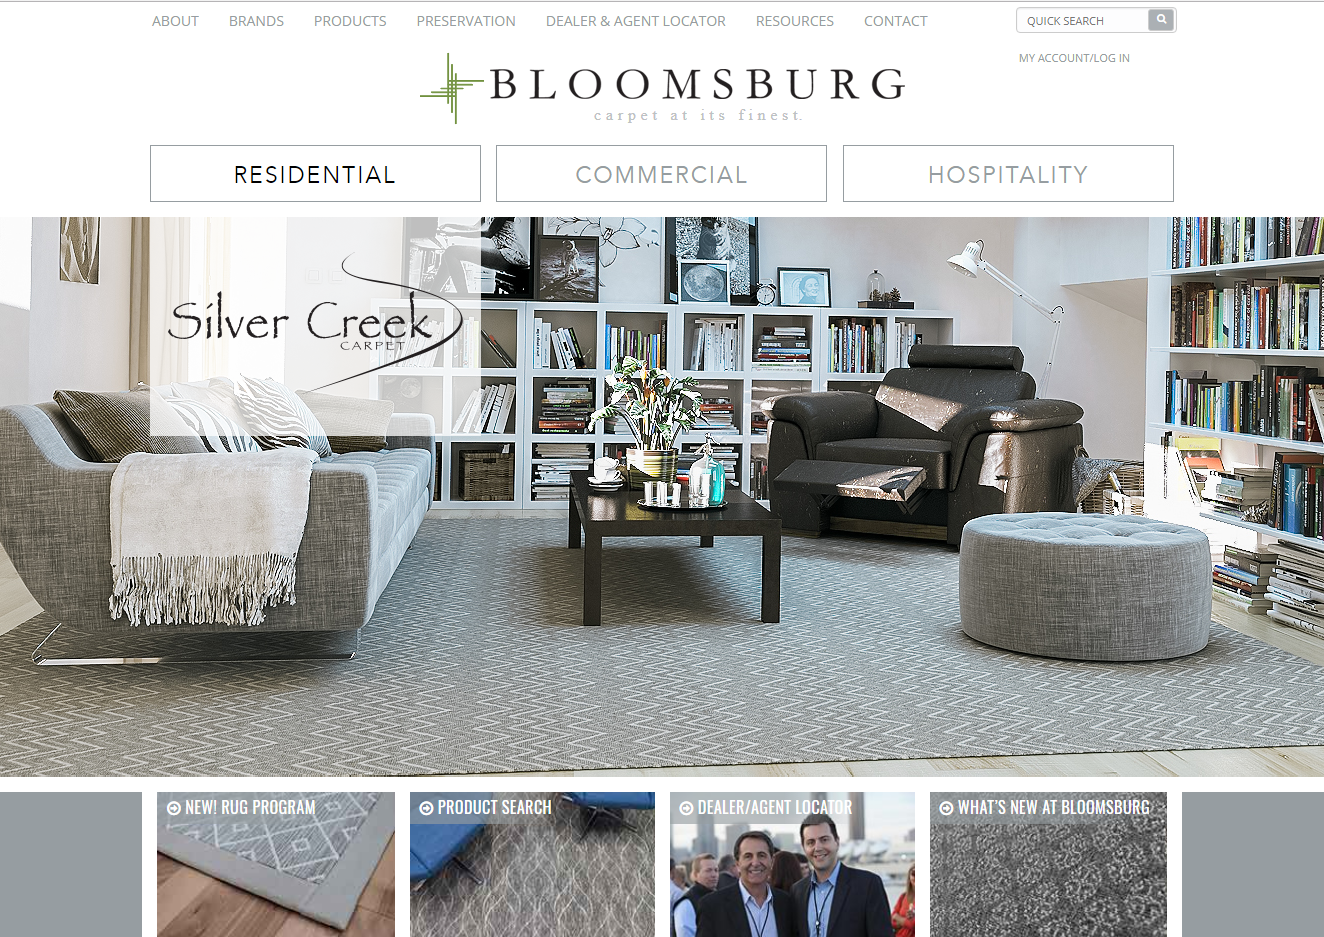 ABOUT BRANDS PRODUCTS PRESERVATION DEALER & AGENT LOCATOR RESOURCES CONTACT
QUICK SEARCH
MY ACCOUNT/LOG IN
BLOOMSBURG
carpet at its finest.
RESIDENTIAL COMMERCIAL HOSPITALITY
Silver Creek
CARPET
NEW! RUG PROGRAM PRODUCT SEARCH DEALER/AGENT LOCATOR WHAT'S NEW AT BLOOMSBURG